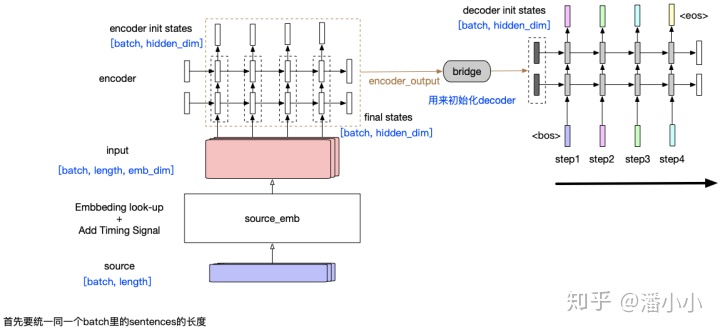 encoder init states
[batch, hidden_dim]
encoder
encoder_output
bridge
用来初始化decoder
final states
[batch, hidden_dim]
input
[batch, length, emb_dim]
Embbeding look-up
+
Add Timing Signal
source_emb
source
[batch, length]
首先要统一同一个batch里的sentences的长度
decoder init states
[batch, hidden_dim]
<eos>
<bos>
step1 step2 step3 step4
知乎 @潘小小